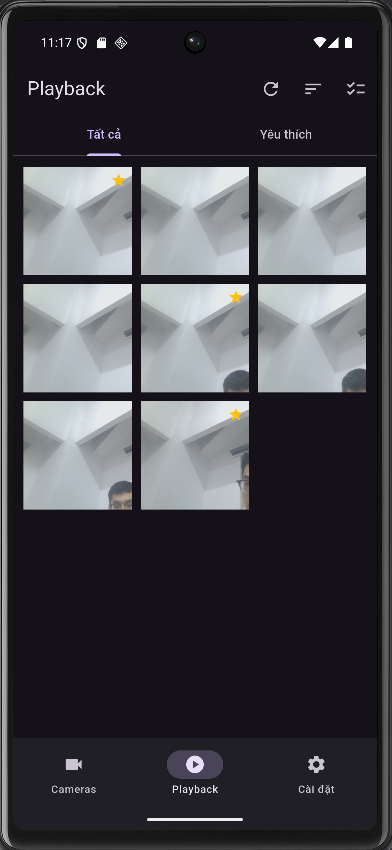 11:17
Playback
Tất cả
Yêu thích
Cameras
Playback
Cài đặt